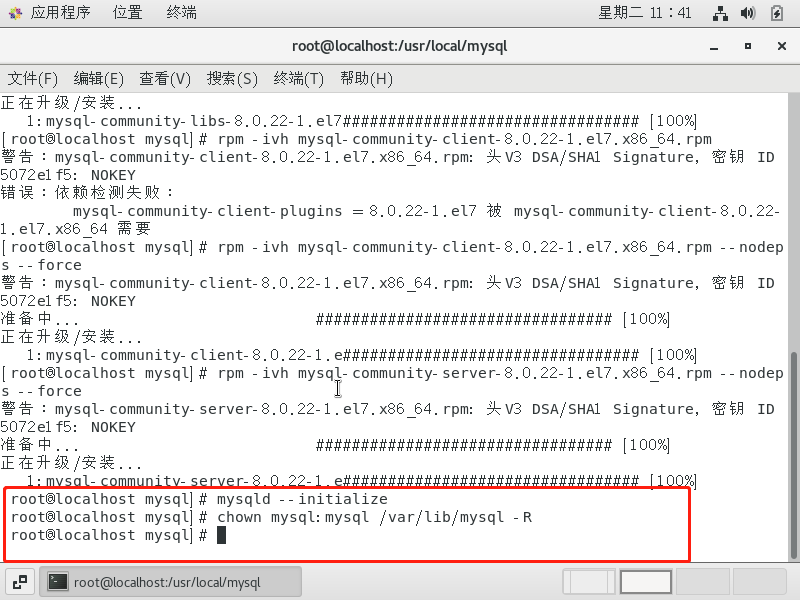 应用程序 位置 终端 星期二 11：41
root@localhost:/usr/local/mysql
文件(F) 编辑(E) 查看(V) 搜索(S) 终端(T) 帮助(H)
正在升级/安装...
1:mysql-community-libs-8.0.22-1.el7################################# [100%]
[root@localhost mysql]# rpm -ivh mysql-community-client-8.0.22-1.el7.x86_64.rpm
警告：mysql-community-client-8.0.22-1.el7.x86_64.rpm: 头V3 DSA/SHA1 Signature, 密钥 ID
5072e1f5: NOKEY
错误：依赖检测失败：
mysql-community-client-plugins = 8.0.22-1.el7 被 mysql-community-client-8.0.22-
1.el7.x86_64 需要
[root@localhost mysql]# rpm -ivh mysql-community-client-8.0.22-1.el7.x86_64.rpm --nodep
s --force
警告：mysql-community-client-8.0.22-1.el7.x86_64.rpm: 头V3 DSA/SHA1 Signature, 密钥 ID
5072e1f5: NOKEY
准备中... ################################# [100%]
正在升级/安装...
1:mysql-community-client-8.0.22-1.e################################# [100%]
[root@localhost mysql]# rpm -ivh mysql-community-server-8.0.22-1.el7.x86_64.rpm --nodep
s --force
警告：mysql-community-server-8.0.22-1.el7.x86_64.rpm: 头V3 DSA/SHA1 Signature, 密钥 ID
5072e1f5: NOKEY
准备中... ################################# [100%]
正在升级/安装...
1:mysql-community-server-8.0.22-1.e################################# [100%]
root@localhost mysql]# mysqld --initialize
root@localhost mysql]# chown mysql:mysql /var/lib/mysql -R
root@localhost mysql]#
root@localhost:/usr/local/mysql